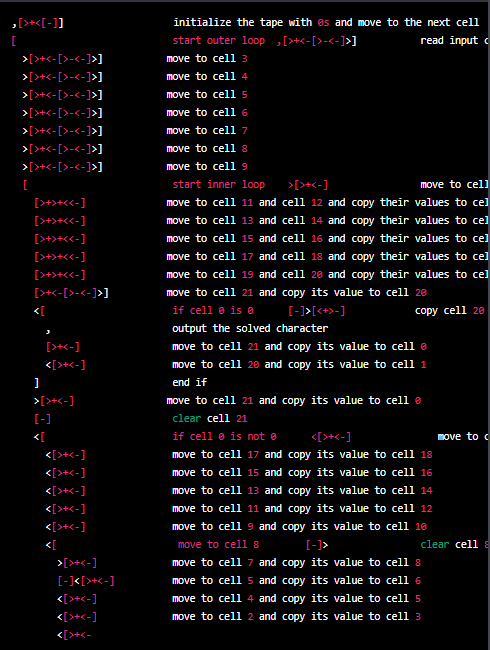 ,[>+<[-]]                initialize the tape with 0s and move to the next cell
[                        start outer loop  ,[>+<-[>-<-]>]          read input c
  >[>+<-[>-<-]>]         move to cell 3
  >[>+<-[>-<-]>]         move to cell 4
  >[>+<-[>-<-]>]         move to cell 5
  >[>+<-[>-<-]>]         move to cell 6
  >[>+<-[>-<-]>]         move to cell 7
  >[>+<-[>-<-]>]         move to cell 8
  >[>+<-[>-<-]>]         move to cell 9
  [                      start inner loop    >[>+<-]              move to cell
    [>+>+<<-]            move to cell 11 and cell 12 and copy their values to cel
    [>+>+<<-]            move to cell 13 and cell 14 and copy their values to cel
    [>+>+<<-]            move to cell 15 and cell 16 and copy their values to cel
    [>+>+<<-]            move to cell 17 and cell 18 and copy their values to cel
    [>+>+<<-]            move to cell 19 and cell 20 and copy their values to cel
    [>+<-[>-<-]>]        move to cell 21 and copy its value to cell 20
    <[                   if cell 0 is 0      [-]>[<+>-]           copy cell 20
      ,                  output the solved character
      [>+<-]             move to cell 21 and copy its value to cell 0
      <[>+<-]            move to cell 20 and copy its value to cell 1
    ]                    end if
    >[>+<-]              move to cell 21 and copy its value to cell 0
    [-]                  clear cell 21
    <[                   if cell 0 is not 0      <[>+<-]              move to c
      <[>+<-]            move to cell 17 and copy its value to cell 18
      <[>+<-]            move to cell 15 and copy its value to cell 16
      <[>+<-]            move to cell 13 and copy its value to cell 14
      <[>+<-]            move to cell 11 and copy its value to cell 12
      <[>+<-]            move to cell 9 and copy its value to cell 10
      <[                 move to cell 8        [-]>               clear cell 8
        >[>+<-]          move to cell 7 and copy its value to cell 8
        [-]<[>+<-]       move to cell 5 and copy its value to cell 6
        <[>+<-]          move to cell 4 and copy its value to cell 5
        <[>+<-]          move to cell 2 and copy its value to cell 3
        <[>+<-